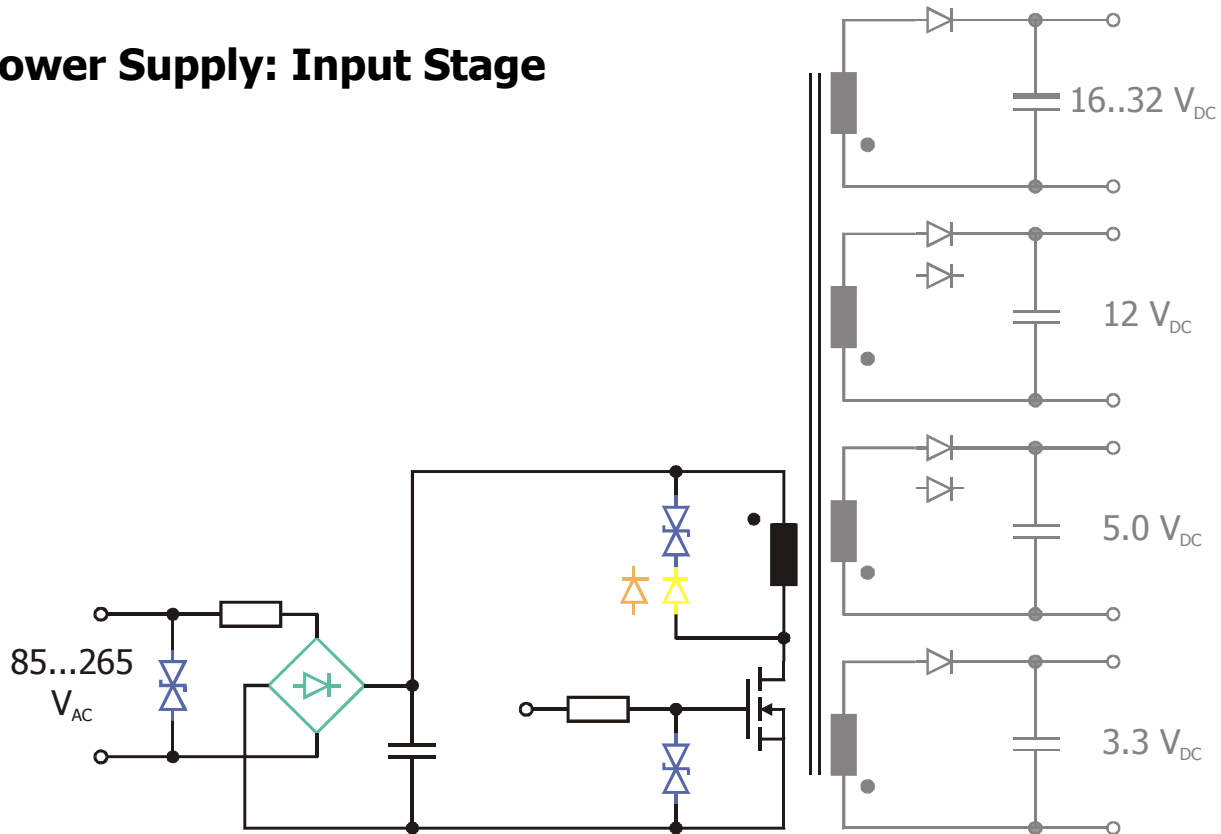 ower Supply: Input Stage
16..32 VDC
12 VDC
5.0 VDC
3.3 VDC
85...265
VAC